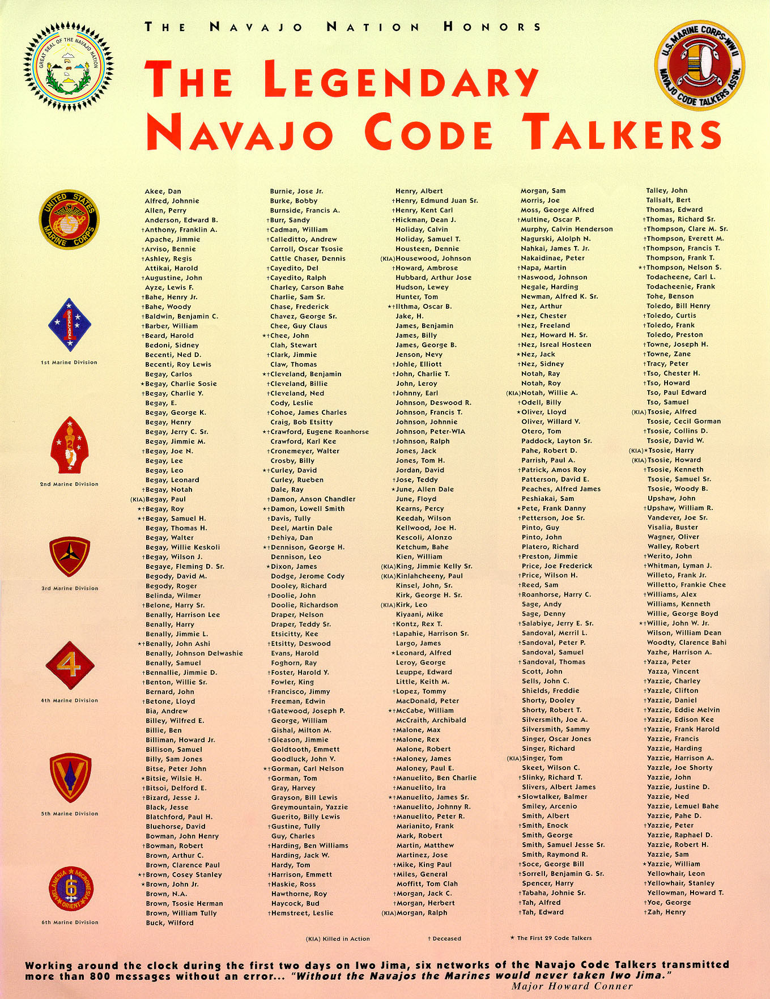 THE NAVAJO NATION HONORS
GREAT SEAL OF THE NAVAJO NATION
U.S. MARINE CORPS-WWII
NAVAJO CODE TALKERS ASSN.
THE LEGENDARY
NAVAJO CODE TALKERS
UNITED STATES
MARINE CORPS
GUADALCANAL
1st Marine Division
2
2nd Marine Division
3rd Marine Division
4
4th Marine Division
5th Marine Division
MELANESIA ★ MICRONESIA
6
ORIENT
6th Marine Division
Akee, Dan
Alfred, Johnnie
Allen, Perry
Anderson, Edward B.
†Anthony, Franklin A.
Apache, Jimmie
†Arviso, Bennie
†Ashley, Regis
Attikai, Harold
†Augustine, John
Ayze, Lewis F.
†Bahe, Henry Jr.
†Bahe, Woody
†Baldwin, Benjamin C.
†Barber, William
†Beard, Harold
Bedoni, Sidney
Becenti, Ned D.
Becenti, Roy Lewis
Begay, Carlos
★Begay, Charlie Sosie
†Begay, Charlie Y.
Begay, E.
Begay, George K.
Begay, Henry
Begay, Jerry C. Sr.
Begay, Jimmie M.
†Begay, Joe N.
Begay, Lee
Begay, Leo
Begay, Leonard
†Begay, Notah
(KIA)Begay, Paul
★†Begay, Roy
★†Begay, Samuel H.
Begay, Thomas H.
Begay, Walter
Begay, Willie Keskoli
†Begay, Wilson J.
Begaye, Fleming D. Sr.
Begody, David M.
Begody, Roger
Belinda, Wilmer
†Belone, Harry Sr.
Benally, Harrison Lee
Benally, Harry
Benally, Jimmie L.
★†Benally, John Ashi
Benally, Johnson Delwashie
Benally, Samuel
†Bennallie, Jimmie D.
†Benton, Willie Sr.
Bernard, John
†Betone, Lloyd
Bia, Andrew
Billey, Wilfred E.
Billie, Ben
Billiman, Howard Jr.
Billison, Samuel
Billy, Sam Jones
Bitse, Peter John
★Bitsie, Wilsie H.
†Bitsoi, Delford E.
†Bizard, Jesse J.
Black, Jesse
Blatchford, Paul H.
Bluehorse, David
Bowman, John Henry
†Bowman, Robert
Brown, Arthur C.
Brown, Clarence Paul
★†Brown, Cosey Stanley
★Brown, John Jr.
Brown, N.A.
Brown, Tsosie Herman
Brown, William Tully
Buck, Wilford
Burnie, Jose Jr.
Burke, Bobby
Burnside, Francis A.
†Burr, Sandy
†Cadman, William
†Calleditto, Andrew
Carroll, Oscar Tsosie
Cattle Chaser, Dennis
†Cayedito, Del
†Cayedito, Ralph
Charley, Carson Bahe
Charlie, Sam Sr.
Chase, Frederick
Chavez, George Sr.
Chee, Guy Claus
★†Chee, John
Clah, Stewart
†Clark, Jimmie
Claw, Thomas
★†Cleveland, Benjamin
†Cleveland, Billie
†Cleveland, Ned
Cody, Leslie
†Cohoe, James Charles
Craig, Bob Etsitty
★†Crawford, Eugene Roanhorse
Crawford, Karl Kee
†Cronemeyer, Walter
Crosby, Billy
★†Curley, David
Curley, Rueben
Dale, Ray
†Damon, Anson Chandler
★†Damon, Lowell Smith
†Davis, Tully
Deel, Martin Dale
†Dehiya, Dan
★†Dennison, George H.
Dennison, Leo
★Dixon, James
Dodge, Jerome Cody
Dooley, Richard
†Doolie, John
Doolie, Richardson
Draper, Nelson
Draper, Teddy Sr.
Etsicitty, Kee
†Etsitty, Deswood
Evans, Harold
Foghorn, Ray
†Foster, Harold Y.
Fowler, King
†Francisco, Jimmy
Freeman, Edwin
†Gatewood, Joseph P.
George, William
Gishal, Milton M.
†Gleason, Jimmie
Goldtooth, Emmett
Goodluck, John V.
★†Gorman, Carl Nelson
†Gorman, Tom
Gray, Harvey
Grayson, Bill Lewis
Greymountain, Yazzie
Guerito, Billy Lewis
†Gustine, Tully
Guy, Charles
†Harding, Ben Williams
Harding, Jack W.
Hardy, Tom
†Harrison, Emmett
†Haskie, Ross
Hawthorne, Roy
Haycock, Bud
†Hemstreet, Leslie
Henry, Albert
†Henry, Edmund Juan Sr.
†Henry, Kent Carl
†Hickman, Dean J.
Holiday, Calvin
Holiday, Samuel T.
Housteen, Dennie
(KIA)Housewood, Johnson
†Howard, Ambrose
Hubbard, Arthur Jose
Hudson, Lewey
Hunter, Tom
★†Ilthma, Oscar B.
Jake, H.
James, Benjamin
James, Billy
James, George B.
Jenson, Nevy
†Johle, Elliott
†John, Charlie T.
John, Leroy
†Johnny, Earl
Johnson, Deswood R.
Johnson, Francis T.
Johnson, Johnnie
Johnson, Peter-WIA
†Johnson, Ralph
Jones, Jack
Jones, Tom H.
Jordan, David
†Jose, Teddy
★June, Allen Dale
June, Floyd
Kearns, Percy
Keedah, Wilson
Kellwood, Joe H.
Kescoli, Alonzo
Ketchum, Bahe
Kien, William
(KIA)King, Jimmie Kelly Sr.
(KIA)Kinlahcheeny, Paul
Kinsel, John, Sr.
Kirk, George H. Sr.
(KIA)Kirk, Leo
Kiyaani, Mike
†Kontz, Rex T.
†Lapahie, Harrison Sr.
Largo, James
★Leonard, Alfred
Leroy, George
Leuppe, Edward
Little, Keith M.
†Lopez, Tommy
MacDonald, Peter
★†McCabe, William
McCraith, Archibald
†Malone, Max
†Malone, Rex
Malone, Robert
†Maloney, James
Maloney, Paul E.
†Manuelito, Ben Charlie
†Manuelito, Ira
★†Manuelito, James Sr.
†Manuelito, Johnny R.
†Manuelito, Peter R.
Marianito, Frank
Mark, Robert
Martin, Matthew
Martinez, Jose
†Mike, King Paul
†Miles, General
Moffitt, Tom Clah
†Morgan, Jack C.
†Morgan, Herbert
(KIA)Morgan, Ralph
Morgan, Sam
Morris, Joe
Moss, George Alfred
†Multine, Oscar P.
Murphy, Calvin Henderson
Nagurski, Alolph N.
Nahkai, James T. Jr.
Nakaidinae, Peter
†Napa, Martin
†Naswood, Johnson
Negale, Harding
Newman, Alfred K. Sr.
Nez, Arthur
★Nez, Chester
†Nez, Freeland
Nez, Howard H. Sr.
†Nez, Isreal Hosteen
★Nez, Jack
†Nez, Sidney
Notah, Ray
Notah, Roy
(KIA)Notah, Willie A.
†Odell, Billy
★Oliver, Lloyd
Oliver, Willard V.
Otero, Tom
Paddock, Layton Sr.
Pahe, Robert D.
Parrish, Paul A.
†Patrick, Amos Roy
Patterson, David E.
Peaches, Alfred James
Peshiakai, Sam
★Pete, Frank Danny
†Petterson, Joe Sr.
Pinto, Guy
Pinto, John
Platero, Richard
†Preston, Jimmie
Price, Joe Frederick
†Price, Wilson H.
†Reed, Sam
†Roanhorse, Harry C.
Sage, Andy
Sage, Denny
†Salabiye, Jerry E. Sr.
Sandoval, Merril L.
†Sandoval, Peter P.
Sandoval, Samuel
†Sandoval, Thomas
Scott, John
Sells, John C.
Shields, Freddie
Shorty, Dooley
Shorty, Robert T.
Silversmith, Joe A.
Silversmith, Sammy
Singer, Oscar Jones
Singer, Richard
(KIA)Singer, Tom
Skeet, Wilson C.
†Slinky, Richard T.
Slivers, Albert James
★Slowtalker, Balmer
Smiley, Arcenio
Smith, Albert
†Smith, Enock
Smith, George
Smith, Samuel Jesse Sr.
Smith, Raymond R.
†Soce, George Bill
†Sorrell, Benjamin G. Sr.
Spencer, Harry
†Tabaha, Johnie Sr.
†Tah, Alfred
†Tah, Edward
Talley, John
Tallsalt, Bert
Thomas, Edward
†Thomas, Richard Sr.
†Thompson, Clare M. Sr.
†Thompson, Everett M.
†Thompson, Francis T.
Thompson, Frank T.
★†Thompson, Nelson S.
Todacheene, Carl L.
Todacheenie, Frank
Tohe, Benson
Toledo, Bill Henry
†Toledo, Curtis
†Toledo, Frank
Toledo, Preston
†Towne, Joseph H.
†Towne, Zane
†Tracy, Peter
†Tso, Chester H.
†Tso, Howard
Tso, Paul Edward
Tso, Samuel
(KIA)Tsosie, Alfred
Tsosie, Cecil Gorman
†Tsosie, Collins D.
Tsosie, David W.
(KIA)★Tsosie, Harry
(KIA)Tsosie, Howard
†Tsosie, Kenneth
Tsosie, Samuel Sr.
Tsosie, Woody B.
Upshaw, John
†Upshaw, William R.
Vandever, Joe Sr.
Visalia, Buster
Wagner, Oliver
Walley, Robert
†Werito, John
†Whitman, Lyman J.
Willeto, Frank Jr.
Willetto, Frankie Chee
†Williams, Alex
Williams, Kenneth
Willie, George Boyd
★†Willie, John W. Jr.
Wilson, William Dean
Woodty, Clarence Bahi
Yazhe, Harrison A.
†Yazza, Peter
Yazza, Vincent
†Yazzie, Charley
†Yazzle, Clifton
†Yazzie, Daniel
†Yazzie, Eddie Melvin
†Yazzie, Edison Kee
†Yazzie, Frank Harold
Yazzie, Francis
Yazzie, Harding
Yazzie, Harrison A.
Yazzle, Joe Shorty
Yazzie, John
Yazzie, Justine D.
Yazzie, Ned
Yazzie, Lemuel Bahe
Yazzie, Pahe D.
†Yazzie, Peter
Yazzie, Raphael D.
Yazzie, Robert H.
Yazzie, Sam
★Yazzie, William
Yellowhair, Leon
†Yellowhair, Stanley
Yellowman, Howard T.
†Yoe, George
†Zah, Henry
(KIA) Killed in Action † Deceased ★ The First 29 Code Talkers
Working around the clock during the first two days on Iwo Jima, six networks of the Navajo Code Talkers transmitted
more than 800 messages without an error... "Without the Navajos the Marines would never taken Iwo Jima."
Major Howard Conner